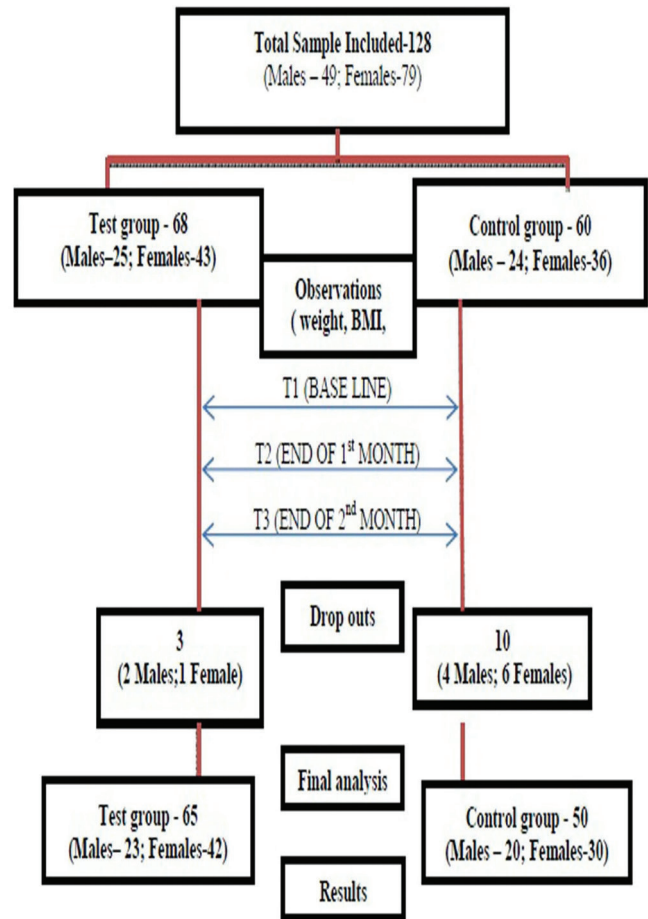 Total Sample Included-128
(Males – 49; Females-79)
Test group - 68
(Males–25; Females-43)
Control group - 60
(Males – 24; Females-36)
Observations
( weight, BMI,
T1 (BASE LINE)
T2 (END OF 1st MONTH)
T3 (END OF 2nd MONTH)
Drop outs
3
(2 Males;1 Female)
10
(4 Males; 6 Females)
Final analysis
Test group - 65
(Males– 23; Females-42)
Control group - 50
(Males – 20; Females-30)
Results